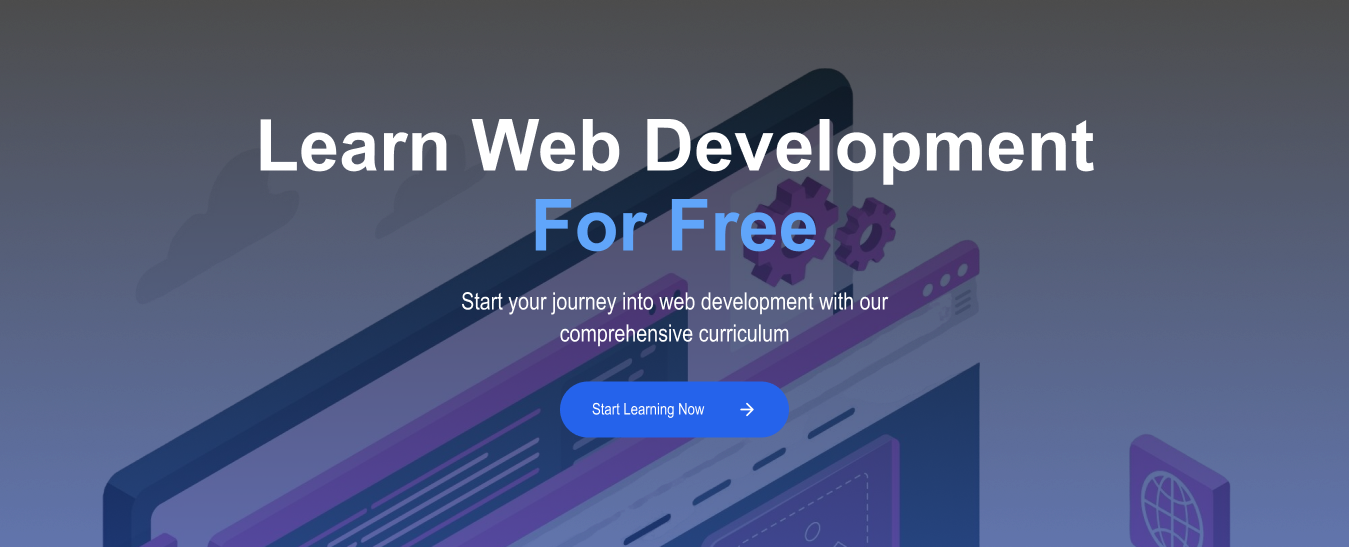 Learn Web Development
For Free
Start your journey into web development with our
comprehensive curriculum
Start Learning Now